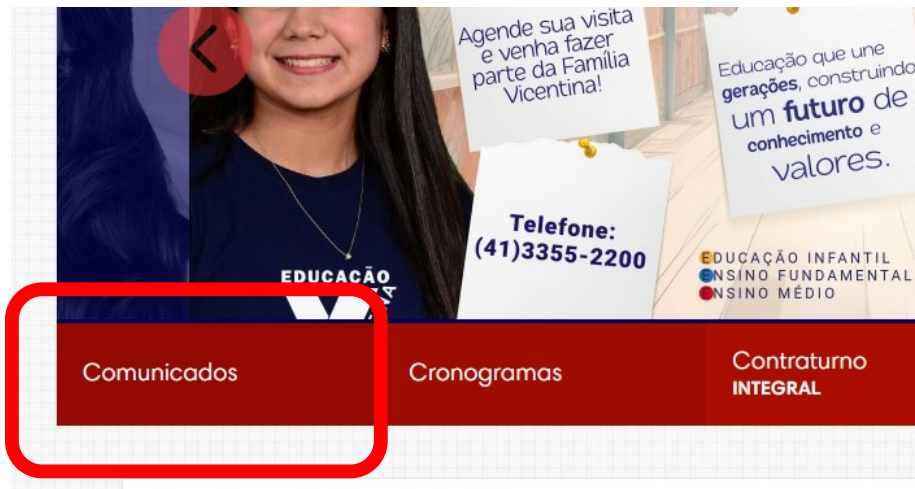 Agende sua visita
e venha fazer
parte da Família
Vicentina!
Educação que une
gerações, construindo
um futuro de
conhecimento e
valores.
Telefone:
(41)3355-2200
EDUCAÇÃO INFANTIL
ENSINO FUNDAMENTAL
ENSINO MÉDIO
EDUCAÇÃO
Comunicados
Cronogramas
Contraturno
INTEGRAL